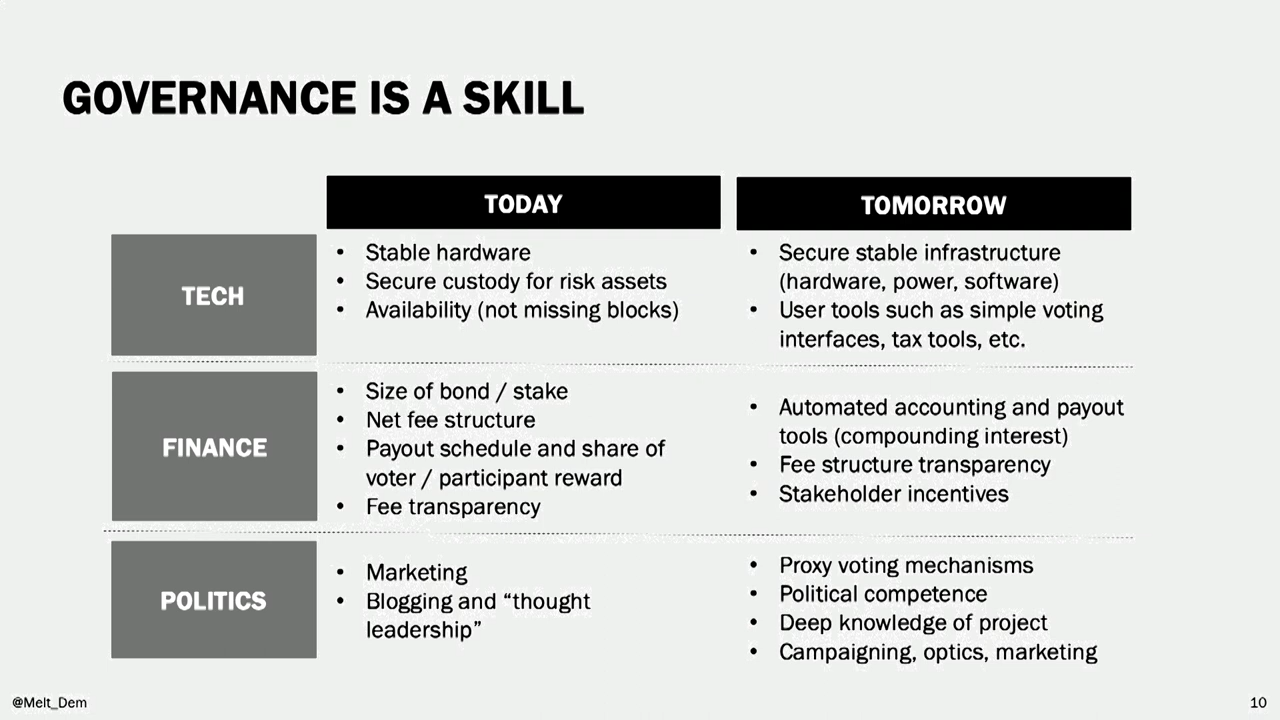 GOVERNANCE IS A SKILL
TODAY
TOMORROW
TECH
• Stable hardware
• Secure custody for risk assets
• Availability (not missing blocks)
• Secure stable infrastructure
(hardware, power, software)
• User tools such as simple voting
interfaces, tax tools, etc.
FINANCE
• Size of bond / stake
• Net fee structure
• Payout schedule and share of
voter / participant reward
• Fee transparency
• Automated accounting and payout
tools (compounding interest)
• Fee structure transparency
• Stakeholder incentives
POLITICS
• Marketing
• Blogging and “thought
leadership”
• Proxy voting mechanisms
• Political competence
• Deep knowledge of project
• Campaigning, optics, marketing
@Melt_Dem
10